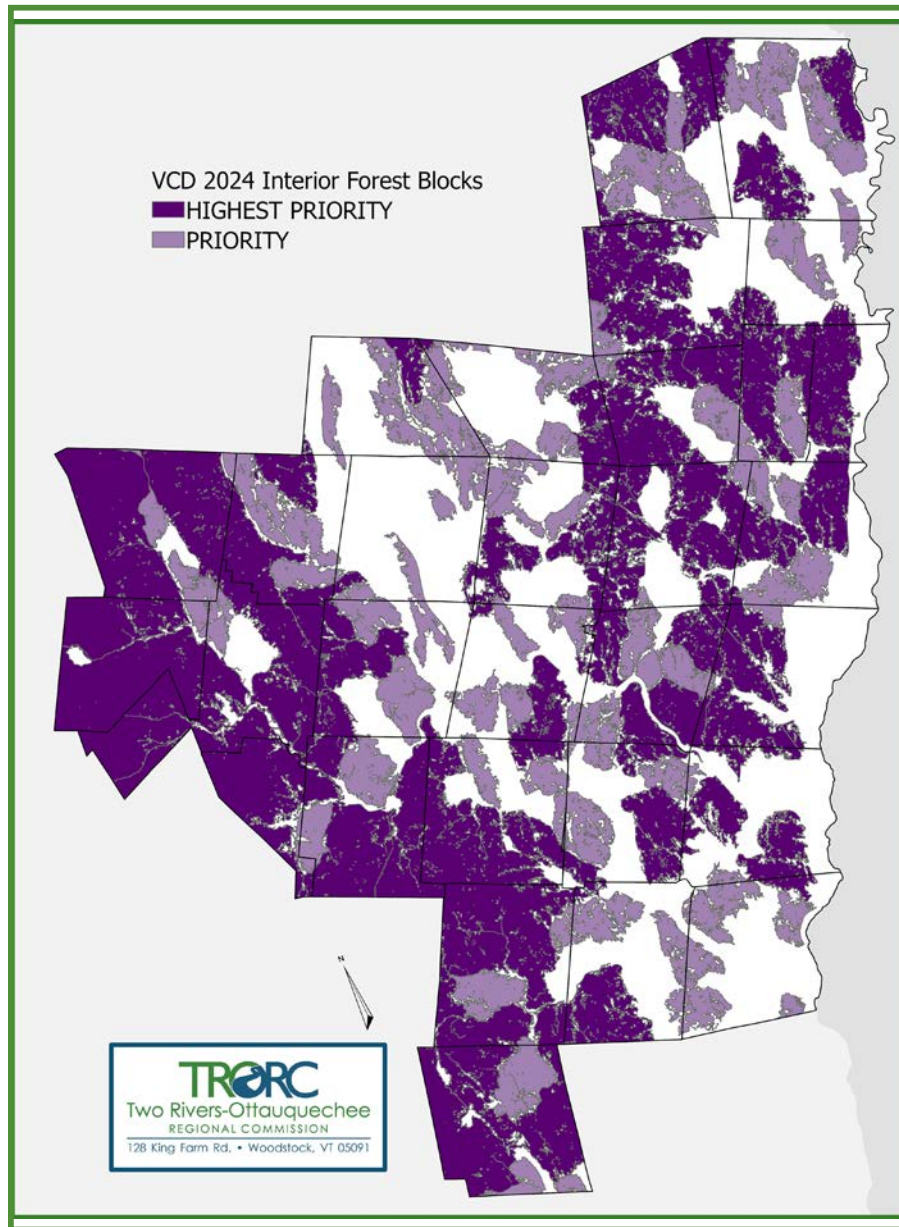 VCD 2024 Interior Forest Blocks
HIGHEST PRIORITY
PRIORITY
N
TRORC
Two Rivers-Ottauquechee
REGIONAL COMMISSION
128 King Farm Rd. • Woodstock, VT 05091